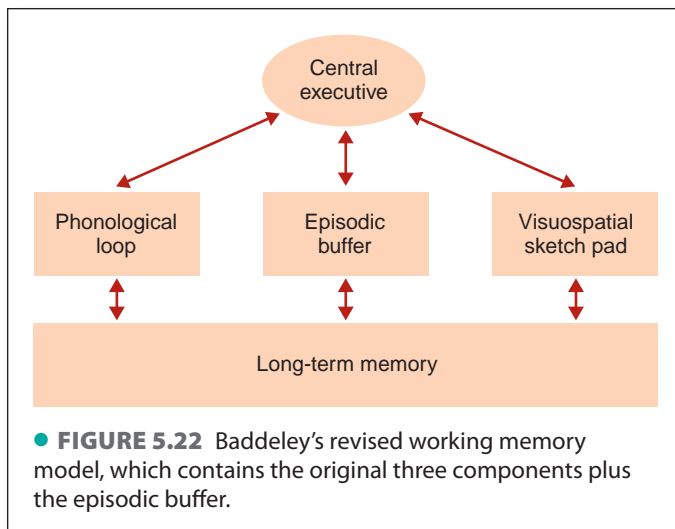 Central
executive
Phonological
loop
Episodic
buffer
Visuospatial
sketch pad
Long-term memory
● FIGURE 5.22 Baddeley’s revised working memory
model, which contains the original three components plus
the episodic buffer.